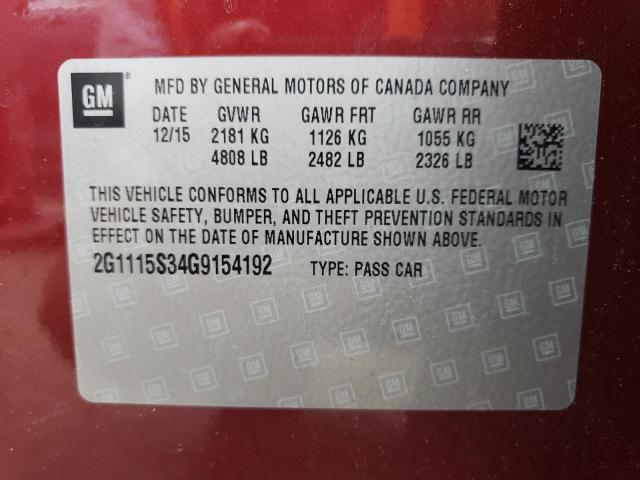 GM ® MFD BY GENERAL MOTORS OF CANADA COMPANY
DATE GVWR GAWR FRT GAWR RR
12/15 2181 KG 1126 KG 1055 KG
4808 LB 2482 LB 2326 LB
THIS VEHICLE CONFORMS TO ALL APPLICABLE U.S. FEDERAL MOTOR
VEHICLE SAFETY, BUMPER, AND THEFT PREVENTION STANDARDS IN
EFFECT ON THE DATE OF MANUFACTURE SHOWN ABOVE.
2G1115S34G9154192 TYPE: PASS CAR